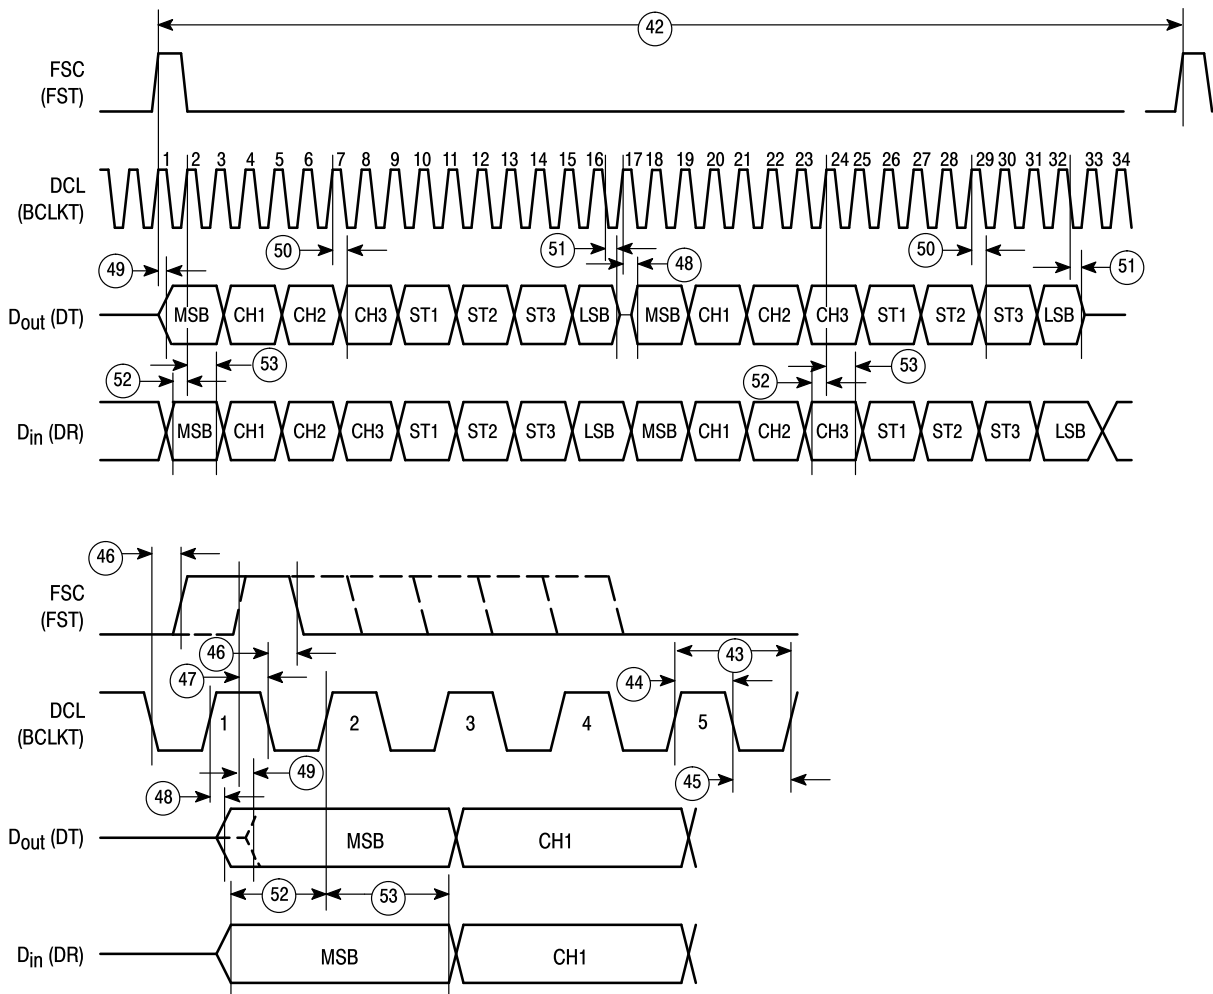 42
FSC
(FST)
1 2 3 4 5 6 7 8 9 10 11 12 13 14 15 16 17 18 19 20 21 22 23 24 25 26 27 28 29 30 31 32 33 34
DCL
(BCLKT)
49 50 51 48 50 51
Dout (DT) MSB CH1 CH2 CH3 ST1 ST2 ST3 LSB MSB CH1 CH2 CH3 ST1 ST2 ST3 LSB
52 53 52 53
Din (DR) MSB CH1 CH2 CH3 ST1 ST2 ST3 LSB MSB CH1 CH2 CH3 ST1 ST2 ST3 LSB
46
FSC
(FST)
46 43
47 44
DCL
(BCLKT)
1 2 3 4 5
49 45
48
Dout (DT) MSB CH1
52 53
Din (DR) MSB CH1